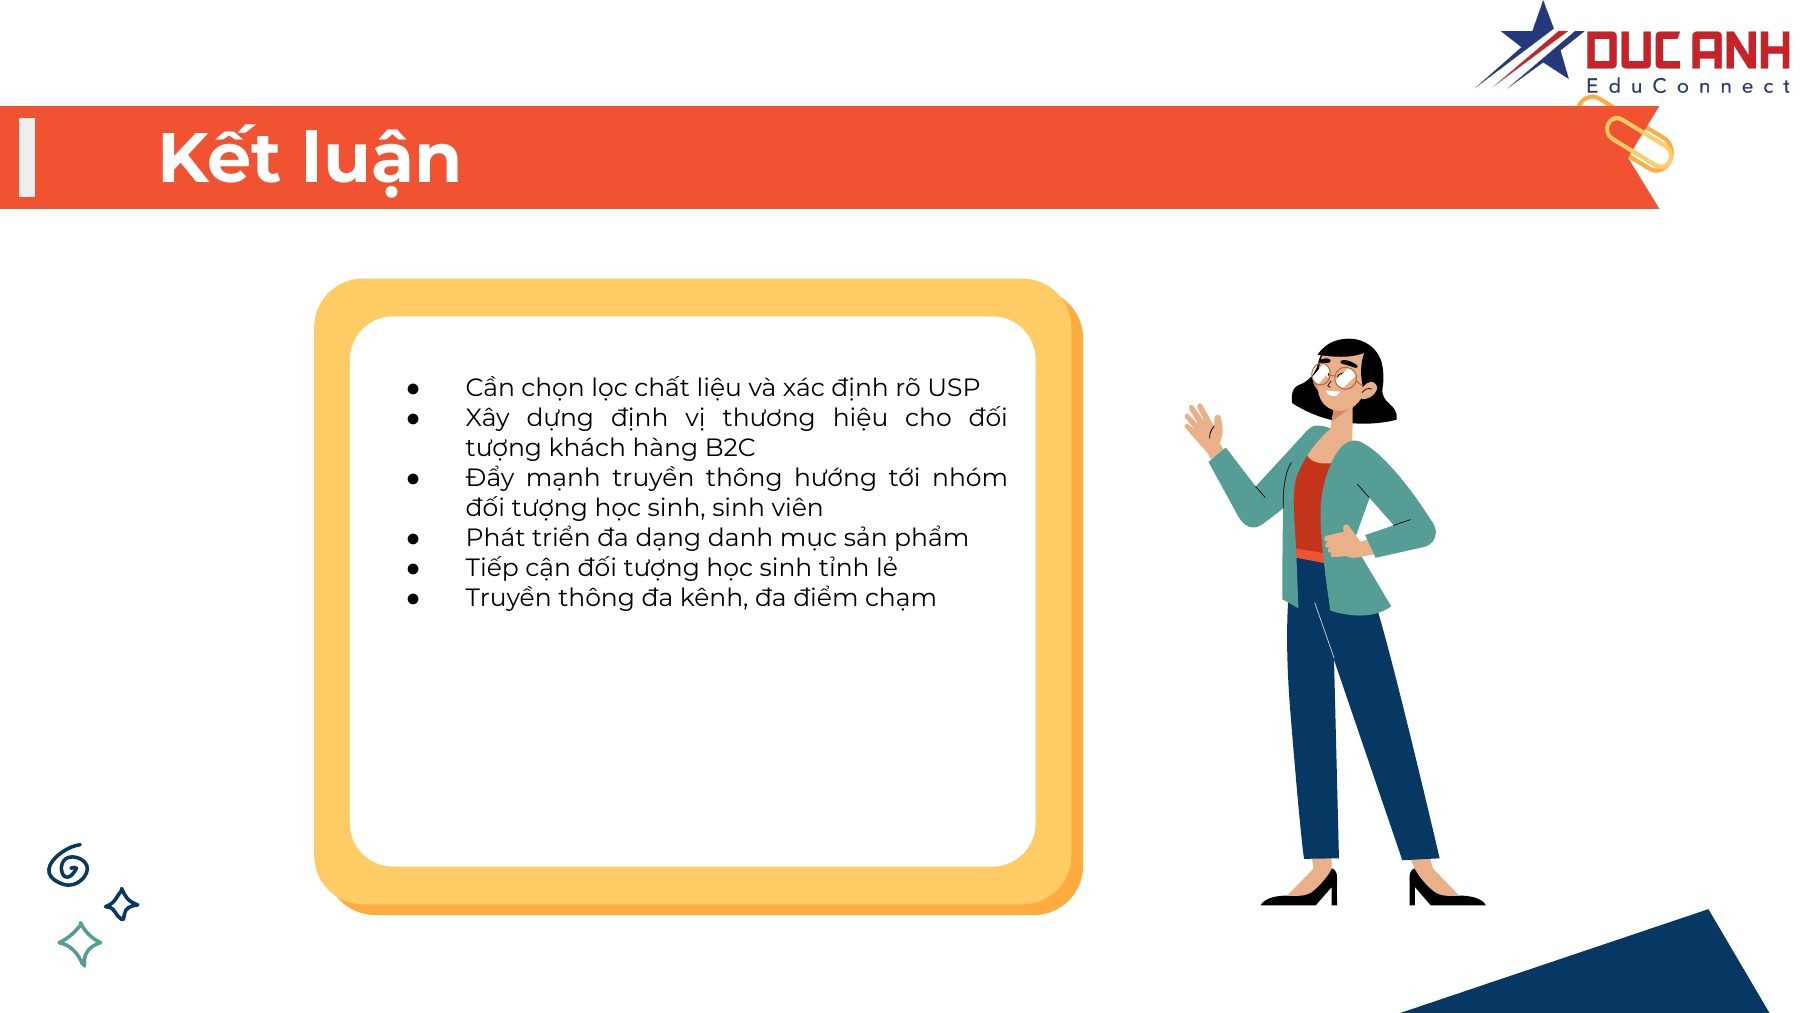 DUC ANH
EduConnect
Kết luận
● Cần chọn lọc chất liệu và xác định rõ USP
● Xây dựng định vị thương hiệu cho đối
tượng khách hàng B2C
● Đẩy mạnh truyền thông hướng tới nhóm
đối tượng học sinh, sinh viên
● Phát triển đa dạng danh mục sản phẩm
● Tiếp cận đối tượng học sinh tỉnh lẻ
● Truyền thông đa kênh, đa điểm chạm